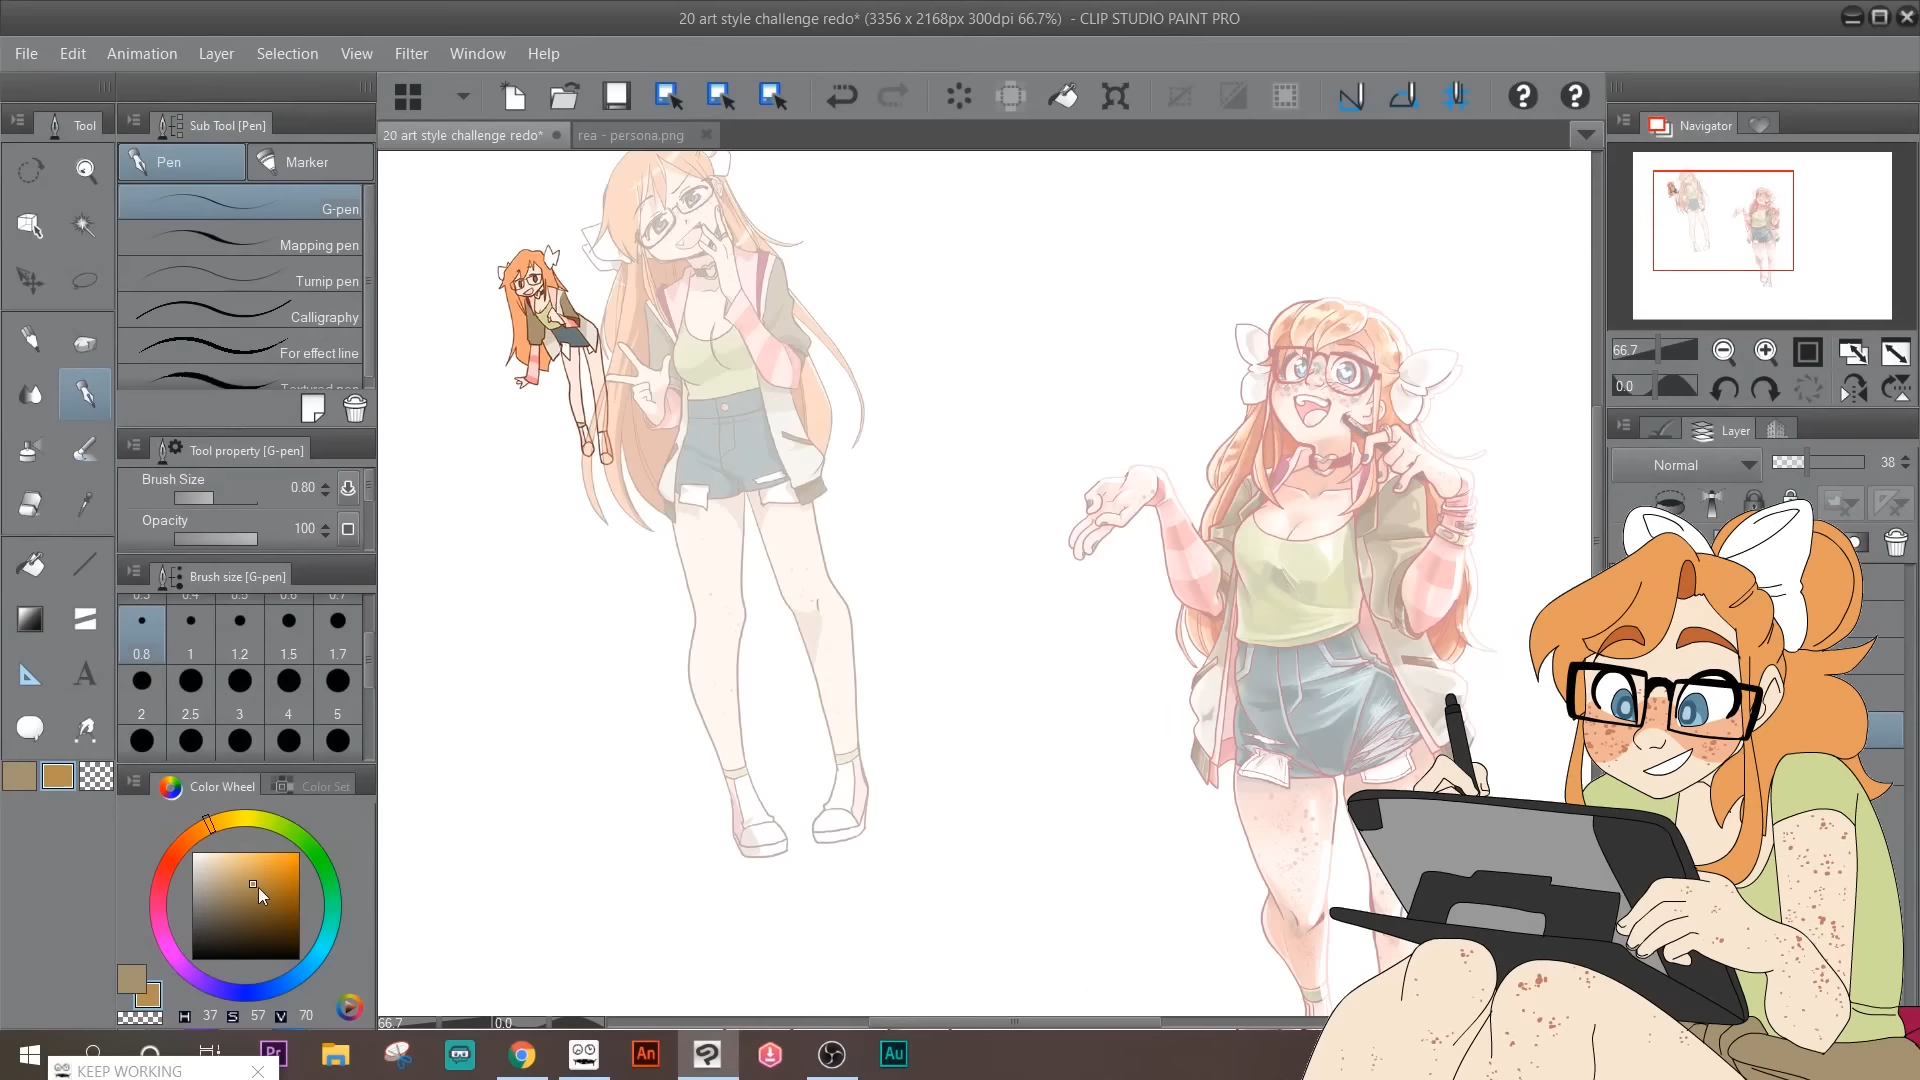 20 art style challenge redo* (3356 x 2168px 300dpi 66.7%) - CLIP STUDIO PAINT PRO
File Edit Animation Layer Selection View Filter Window Help
Tool
Sub Tool [Pen]
20 art style challenge redo*
rea - persona.png
Navigator
Pen
Marker
G-pen
Mapping pen
Turnip pen
Calligraphy
For effect line
Textured pen
66.7
0.0
Layer
Tool property [G-pen]
Normal
38
Brush Size
0.80
Opacity
100
Brush size [G-pen]
0.3 0.4 0.5 0.6 0.7
0.8 1 1.2 1.5 1.7
2 2.5 3 4 5
Color Wheel
Color Set
H 37 S 57 V 70
66.7 0.0
Pr An Au
KEEP WORKING